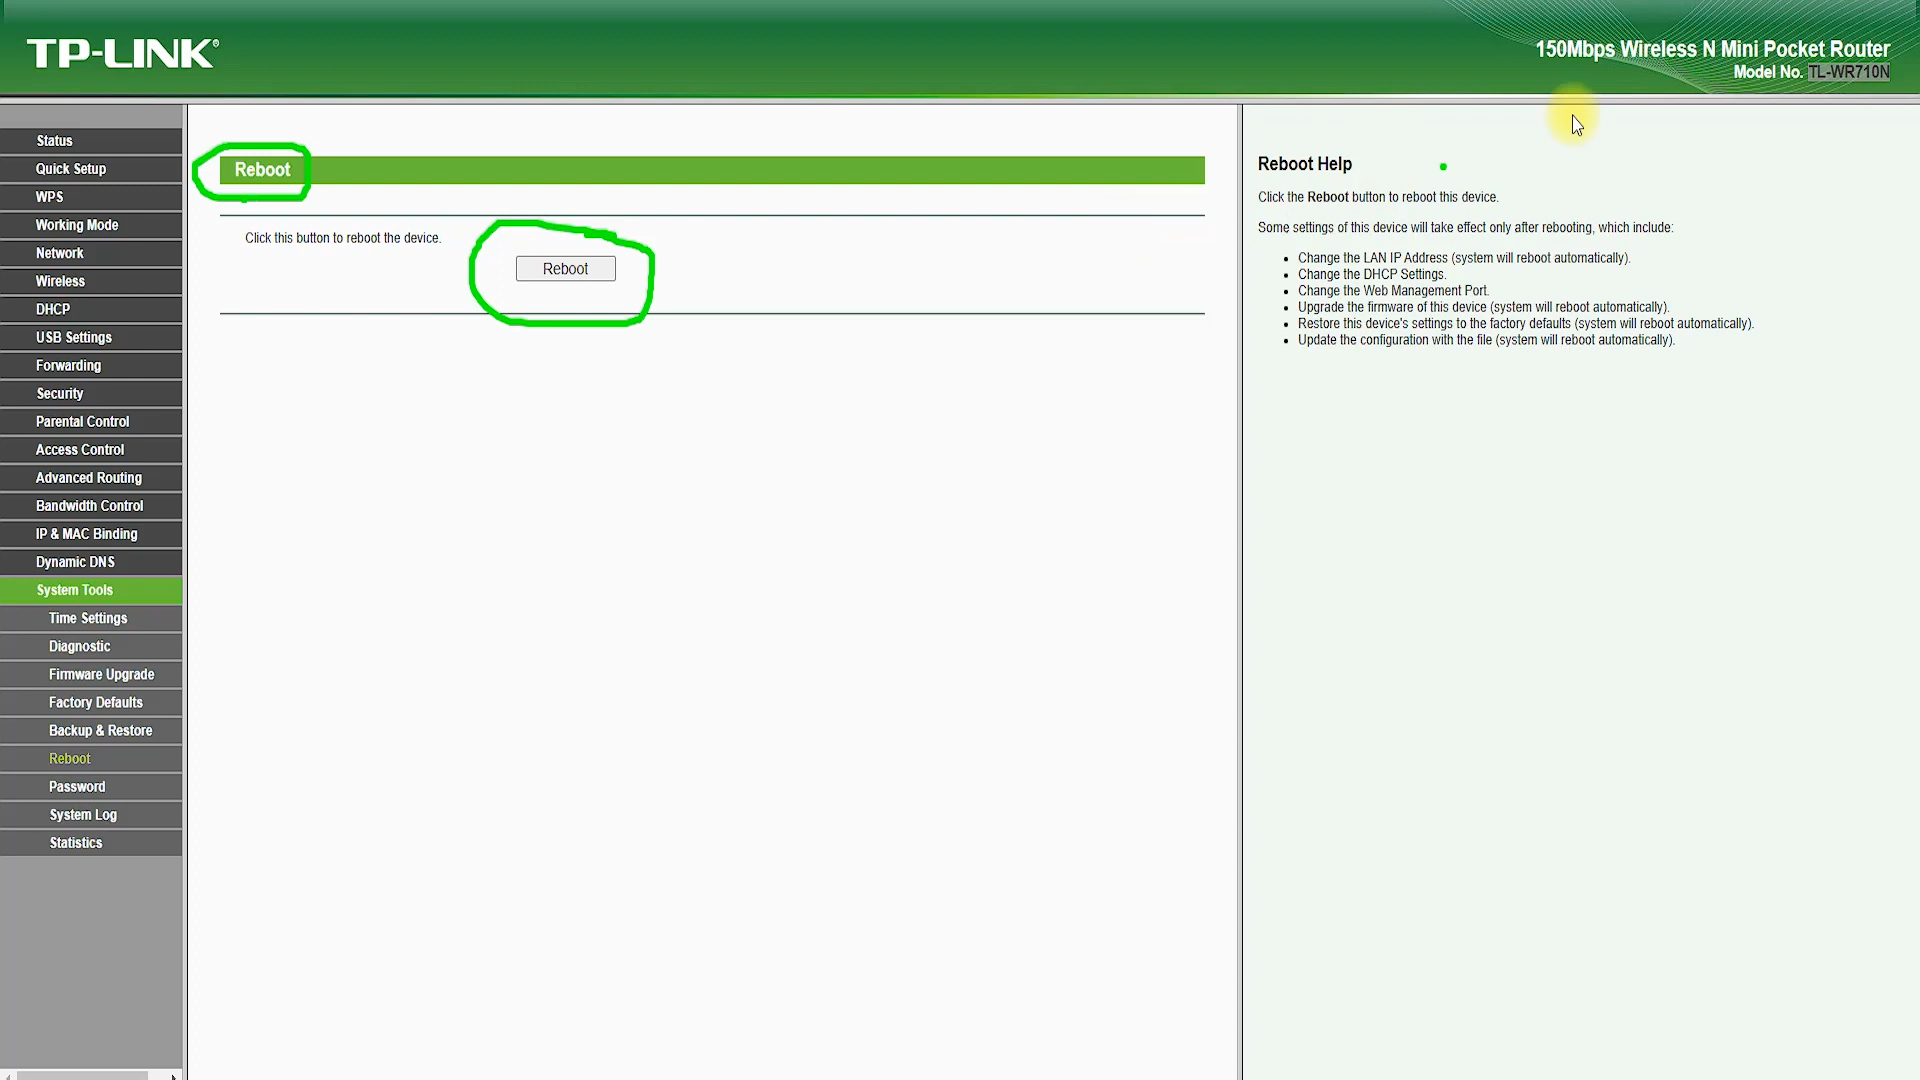 TP-LINK®
150Mbps Wireless N Mini Pocket Router
Model No. TL-WR710N
Status
Quick Setup
WPS
Working Mode
Network
Wireless
DHCP
USB Settings
Forwarding
Security
Parental Control
Access Control
Advanced Routing
Bandwidth Control
IP & MAC Binding
Dynamic DNS
System Tools
Time Settings
Diagnostic
Firmware Upgrade
Factory Defaults
Backup & Restore
Reboot
Password
System Log
Statistics
Reboot
Click this button to reboot the device.
Reboot
Reboot Help
Click the Reboot button to reboot this device.
Some settings of this device will take effect only after rebooting, which include:
• Change the LAN IP Address (system will reboot automatically).
• Change the DHCP Settings.
• Change the Web Management Port.
• Upgrade the firmware of this device (system will reboot automatically).
• Restore this device's settings to the factory defaults (system will reboot automatically).
• Update the configuration with the file (system will reboot automatically).